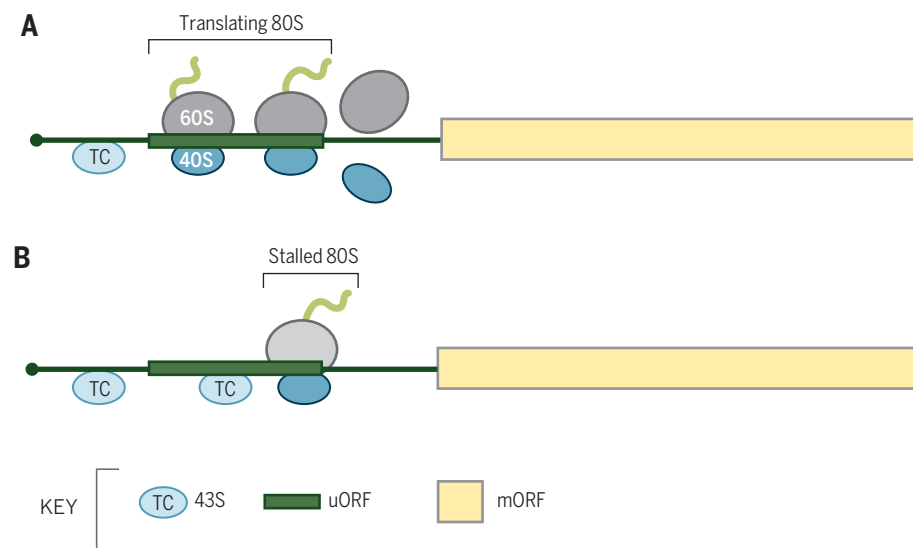 A
Translating 80S
60S
TC
40S
B
Stalled 80S
TC
TC
KEY
TC
43S
uORF
mORF